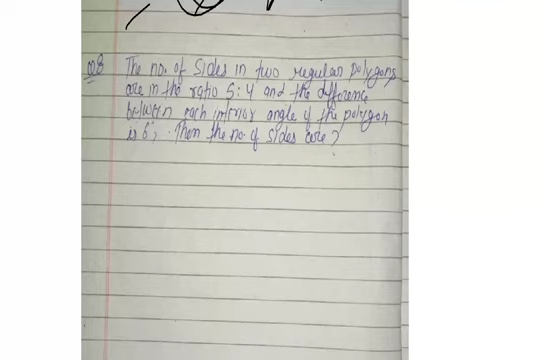 Q8 The no. of Sides in two regular polygons
are in the ratio 5:4 and the difference
between each interior angle of the polygon
is 6°, Then the no. of sides are?